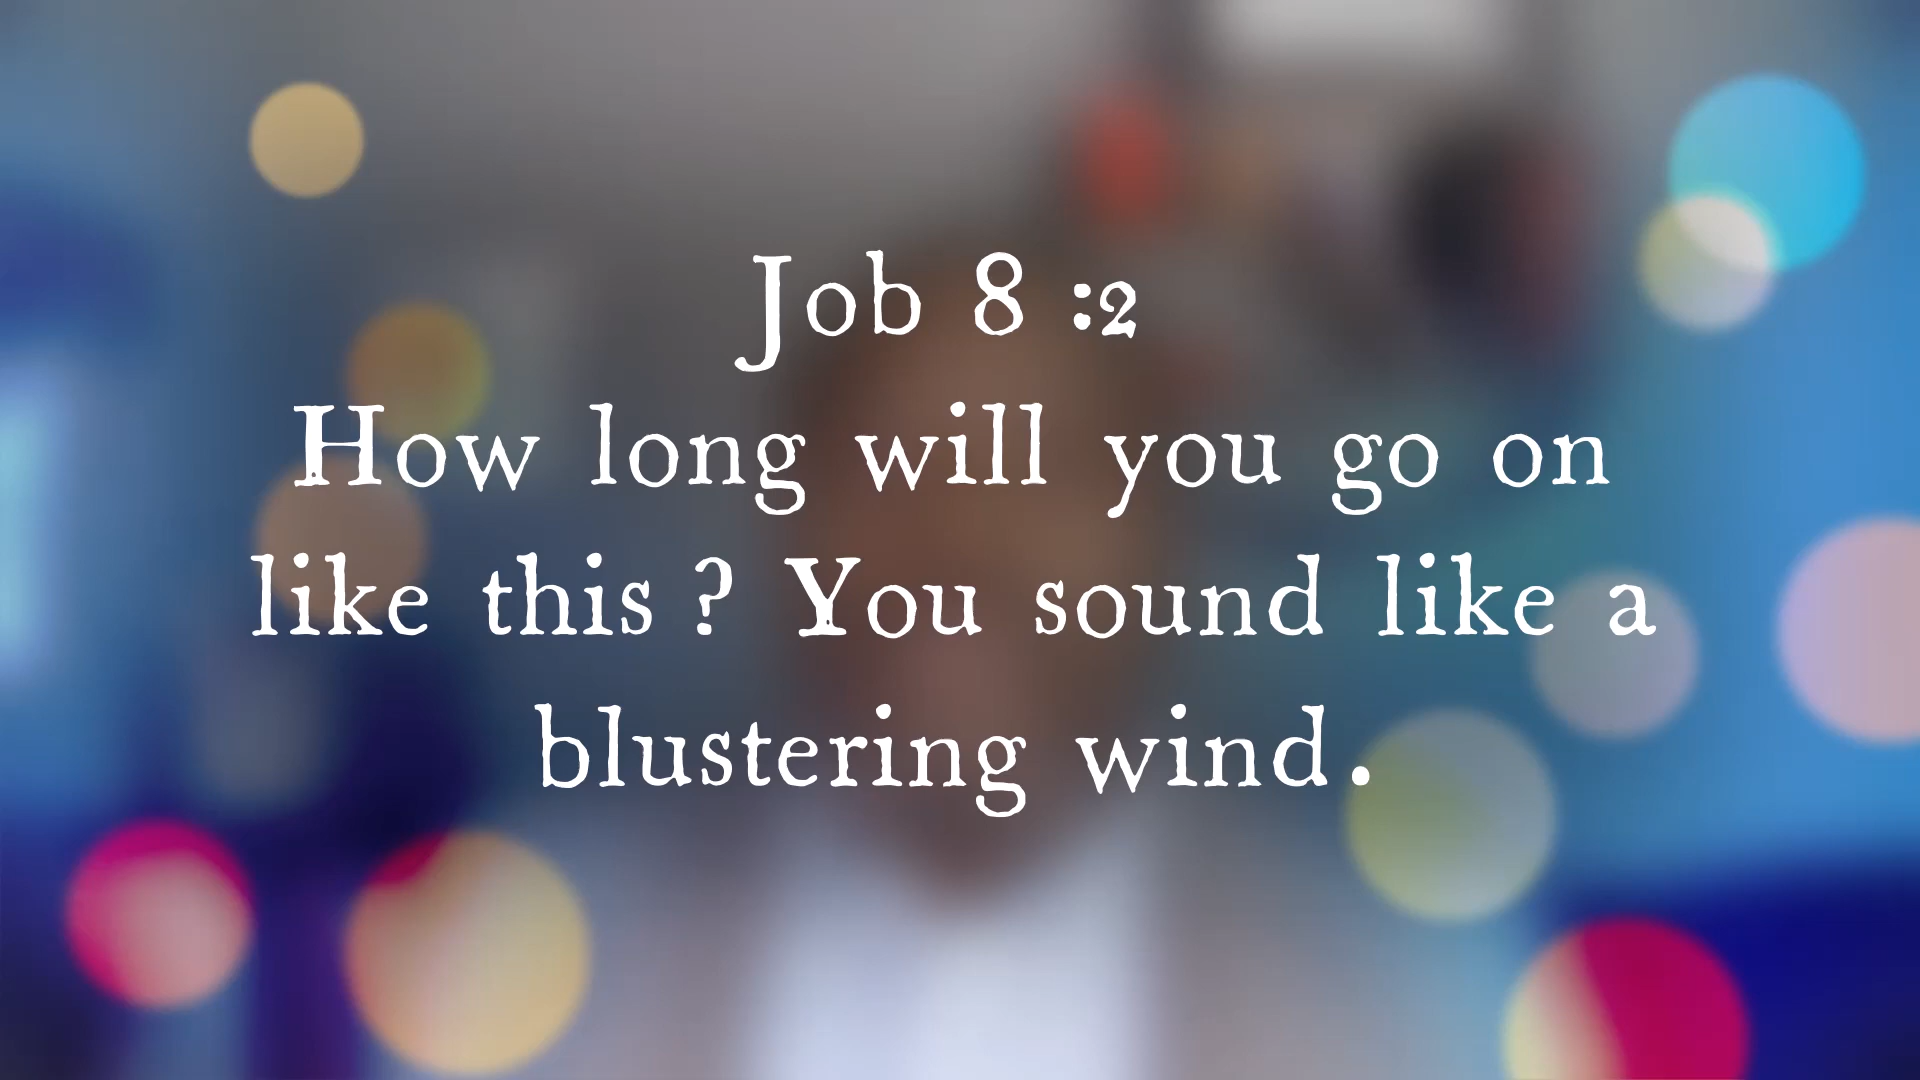 Job 8 :2
How long will you go on
like this ? You sound like a
blustering wind.